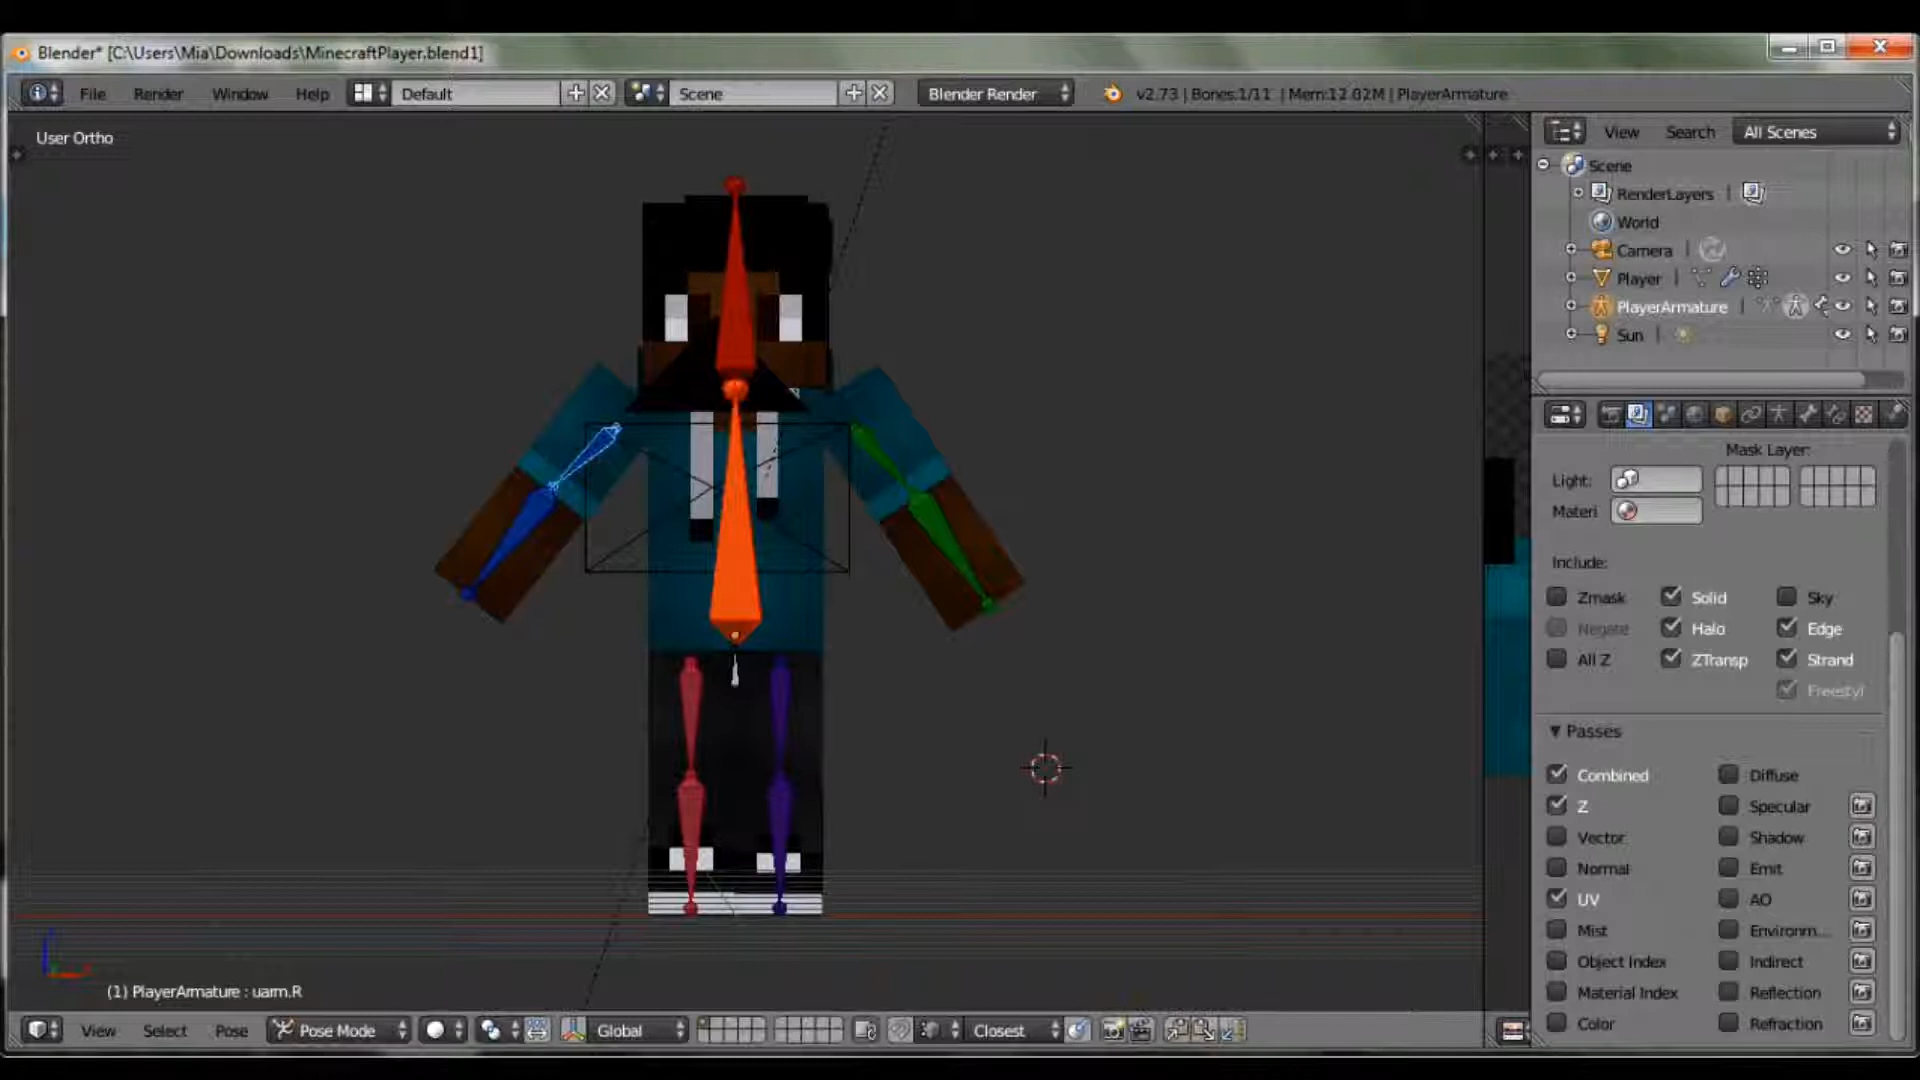 Blender* [C:\Users\Mia\Downloads\MinecraftPlayer.blend1]
File Render Window Help Default Scene Blender Render v2.73 | Bones:1/11 | Mem:12.02M | PlayerArmature
User Ortho
View Search All Scenes
Scene
RenderLayers
World
Camera
Player
PlayerArmature
Sun
Mask Layer:
Light:
Materi
Include:
Zmask Solid Sky
Negate Halo Edge
All Z ZTransp Strand
Freestyl
Passes
Combined Diffuse
Z Specular
Vector Shadow
Normal Emit
UV AO
Mist Environm...
Object Index Indirect
Material Index Reflection
Color Refraction
(1) PlayerArmature : uarm.R
View Select Pose Pose Mode Global Closest